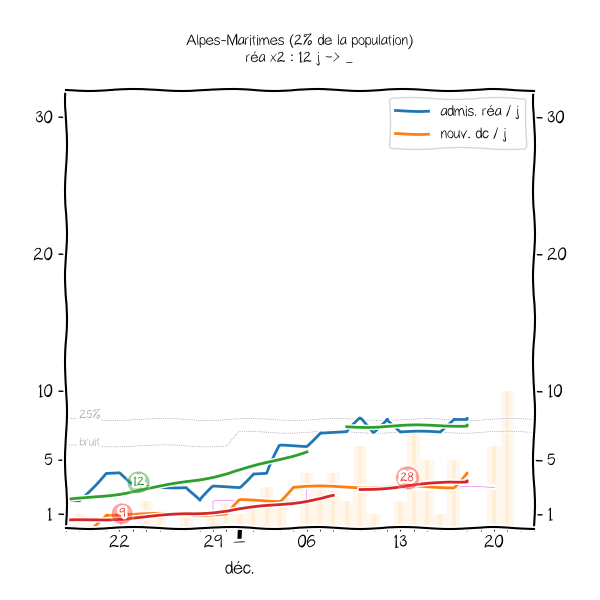 Alpes-Maritimes (2% de la population)
réa x2 : 12 j -> _
admis. réa / j
nouv. dc / j
30 30
20 20
10 10
25%
bruit
5 5
12
28
9
1 1
22 29 1 06 13 20
déc.